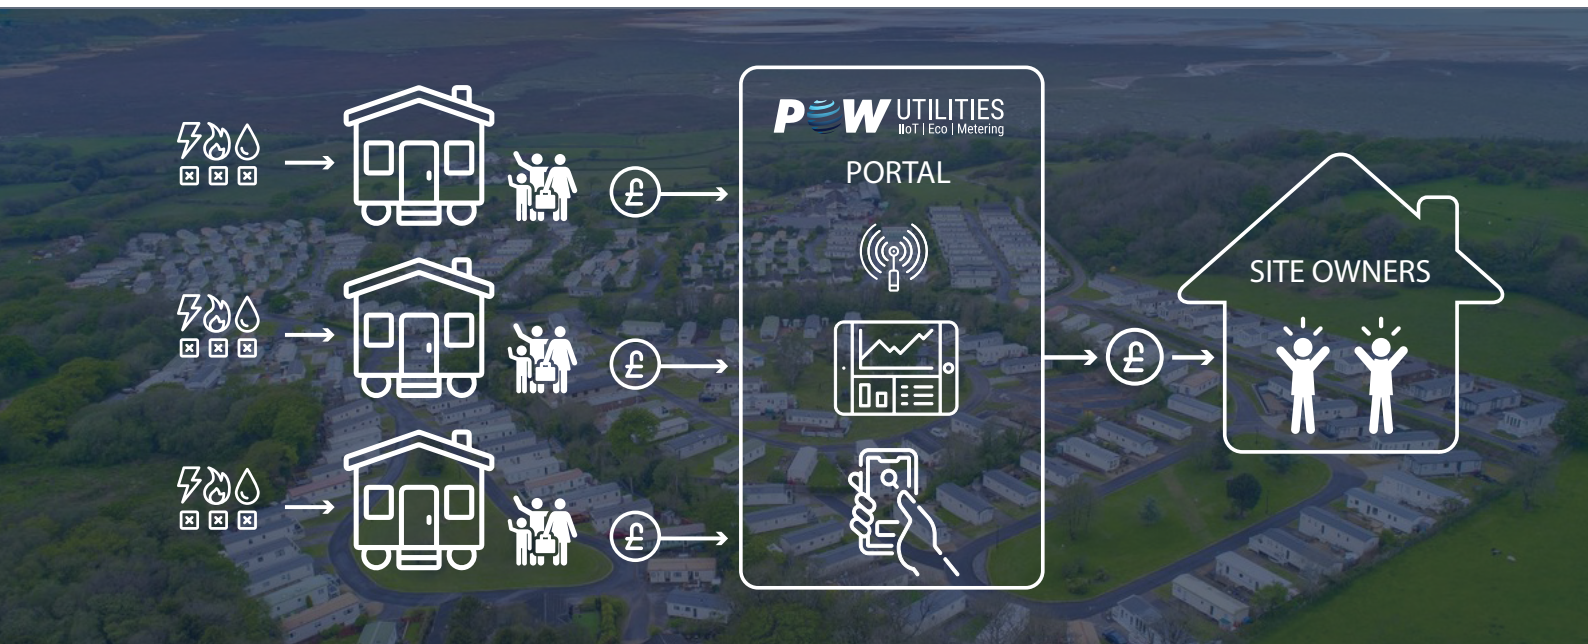 POW UTILITIES
IIoT | Eco | Metering
PORTAL
£
£
£
£
SITE OWNERS